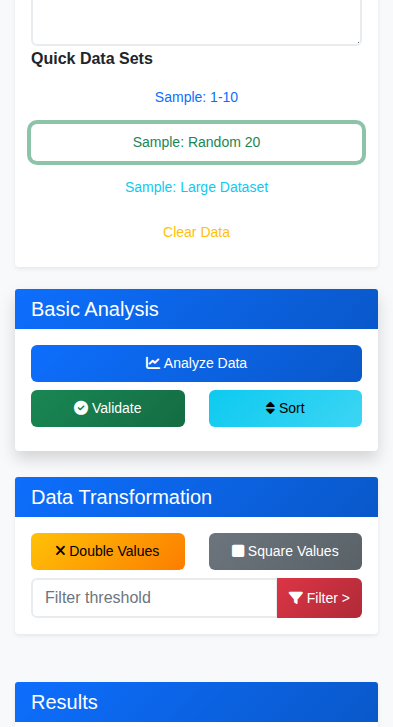 Quick Data Sets
Sample: 1-10
Sample: Random 20
Sample: Large Dataset
Clear Data
Basic Analysis
Analyze Data
Validate
Sort
Data Transformation
Double Values
Square Values
Filter threshold
Filter >
Results